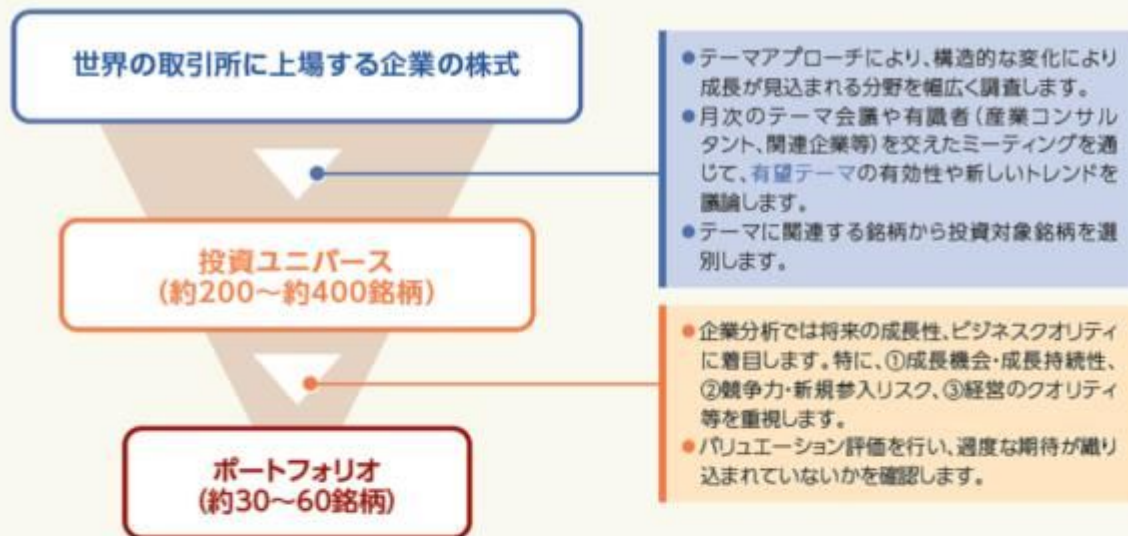 世界の取引所に上場する企業の株式
●テーマアプローチにより、構造的な変化により
成長が見込まれる分野を幅広く調査します。
●月次のテーマ会議や有識者(産業コンサル
タント、関連企業等)を交えたミーティングを通
じて、有望テーマの有効性や新しいトレンドを
議論します。
●テーマに関連する銘柄から投資対象銘柄を選
別します。
投資ユニバース
(約200〜約400銘柄)
●企業分析では将来の成長性、ビジネスクオリティ
に着目します。特に、①成長機会・成長持続性、
②競争力・新規参入リスク、③経営のクオリティ
等を重視します。
●バリュエーション評価を行い、過度な期待が織り
込まれていないかを確認します。
ポートフォリオ
(約30〜60銘柄)